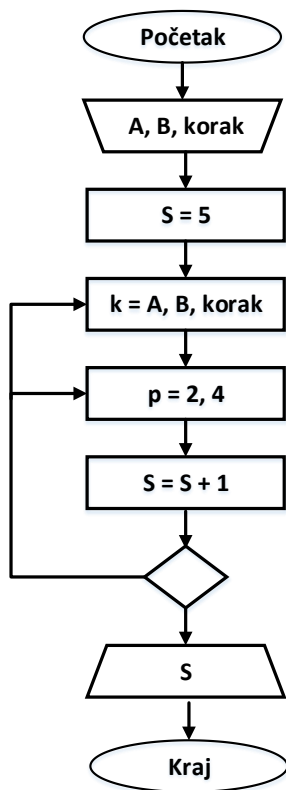 Početak
A, B, korak
S = 5
k = A, B, korak
p = 2, 4
S = S + 1
S
Kraj